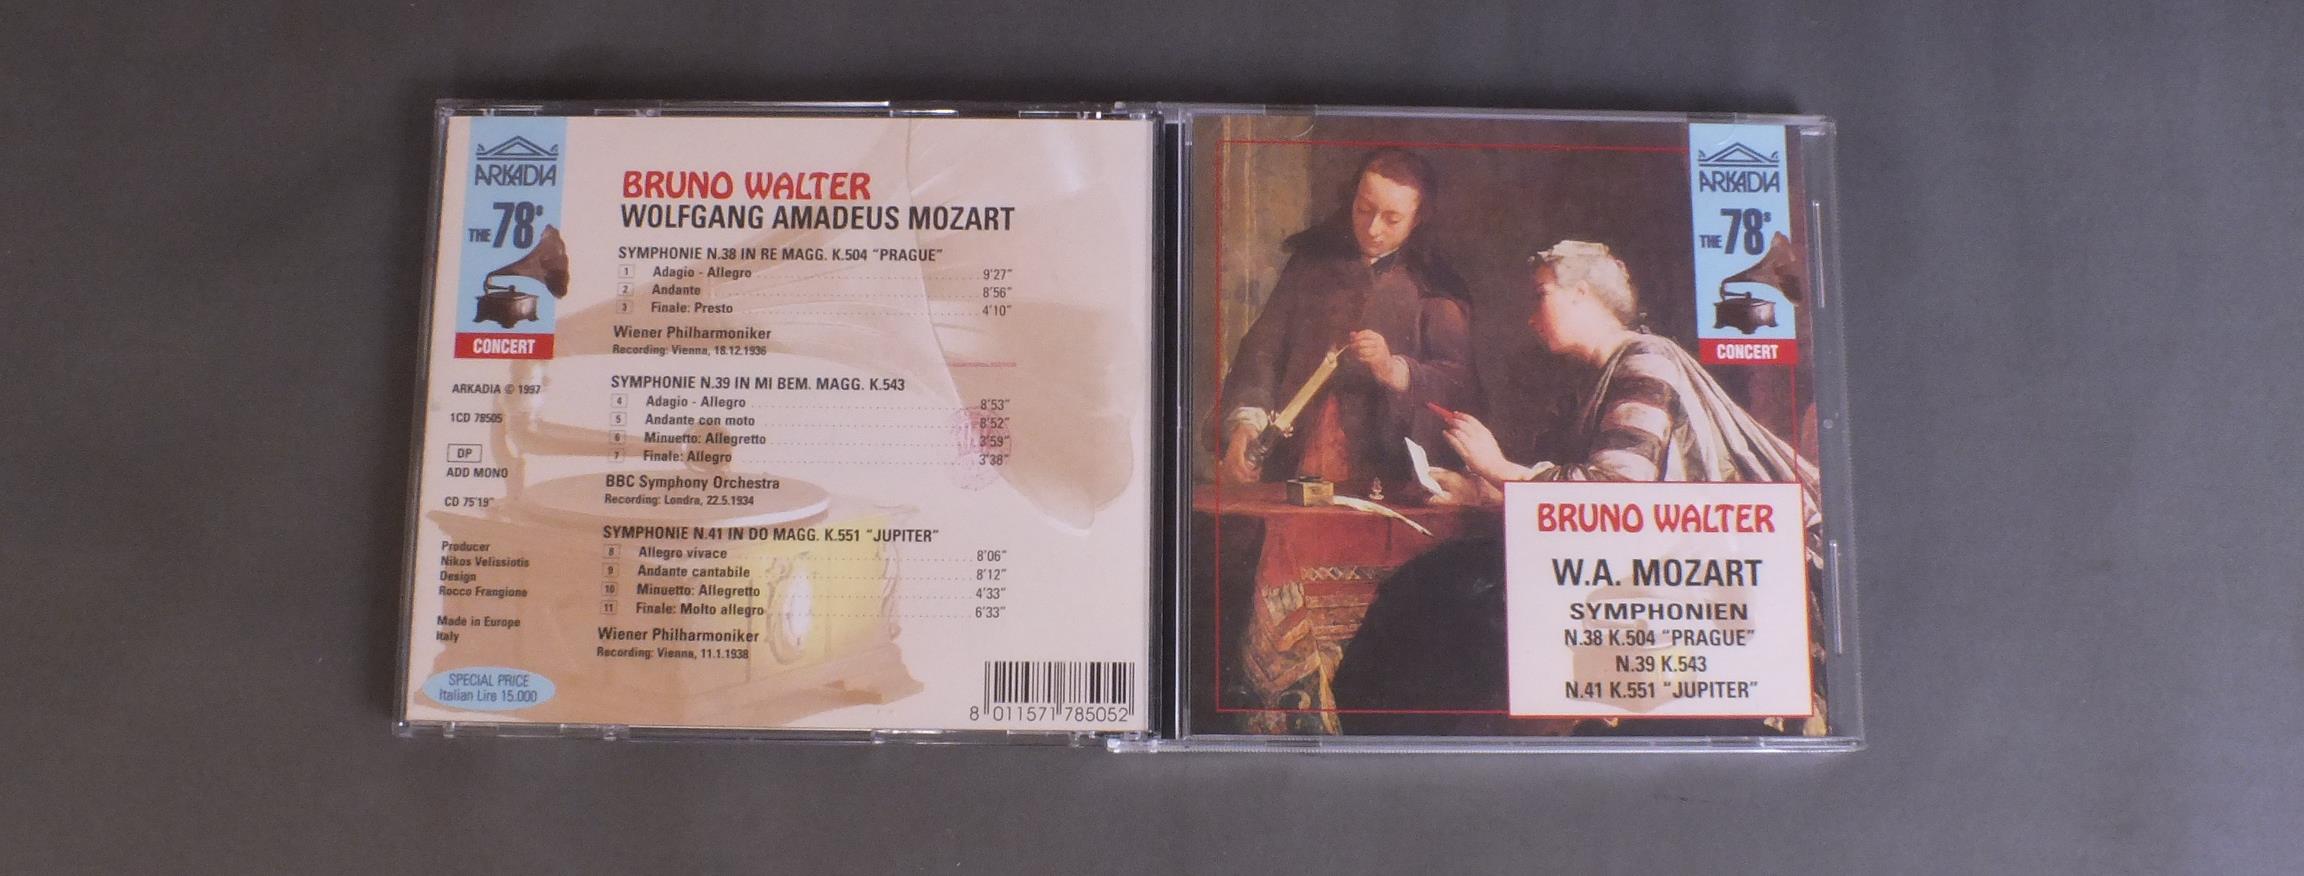 ARKADIA
THE 78s
CONCERT
ARKADIA © 1997
1CD 78505
DP
ADD MONO
CD 75'19"
Producer
Nikos Velissiotis
Design
Rocco Frangione
Made in Europe
Italy
SPECIAL PRICE
Italian Lire 15.000
BRUNO WALTER
WOLFGANG AMADEUS MOZART
SYMPHONIE N.38 IN RE MAGG. K.504 "PRAGUE"
1 Adagio - Allegro 9'27"
2 Andante 8'56"
3 Finale: Presto 4'10"
Wiener Philharmoniker
Recording: Vienna, 18.12.1936
SYMPHONIE N.39 IN MI BEM. MAGG. K.543
4 Adagio - Allegro 8'53"
5 Andante con moto 8'52"
6 Minuetto: Allegretto 3'59"
7 Finale: Allegro 3'38"
BBC Symphony Orchestra
Recording: Londra, 22.5.1934
SYMPHONIE N.41 IN DO MAGG. K.551 "JUPITER"
8 Allegro vivace 8'06"
9 Andante cantabile 8'12"
10 Minuetto: Allegretto 4'33"
11 Finale: Molto allegro 6'33"
Wiener Philharmoniker
Recording: Vienna, 11.1.1938
8 011571 785052
ARKADIA
THE 78s
CONCERT
BRUNO WALTER
W.A. MOZART
SYMPHONIEN
N.38 K.504 "PRAGUE"
N.39 K.543
N.41 K.551 "JUPITER"